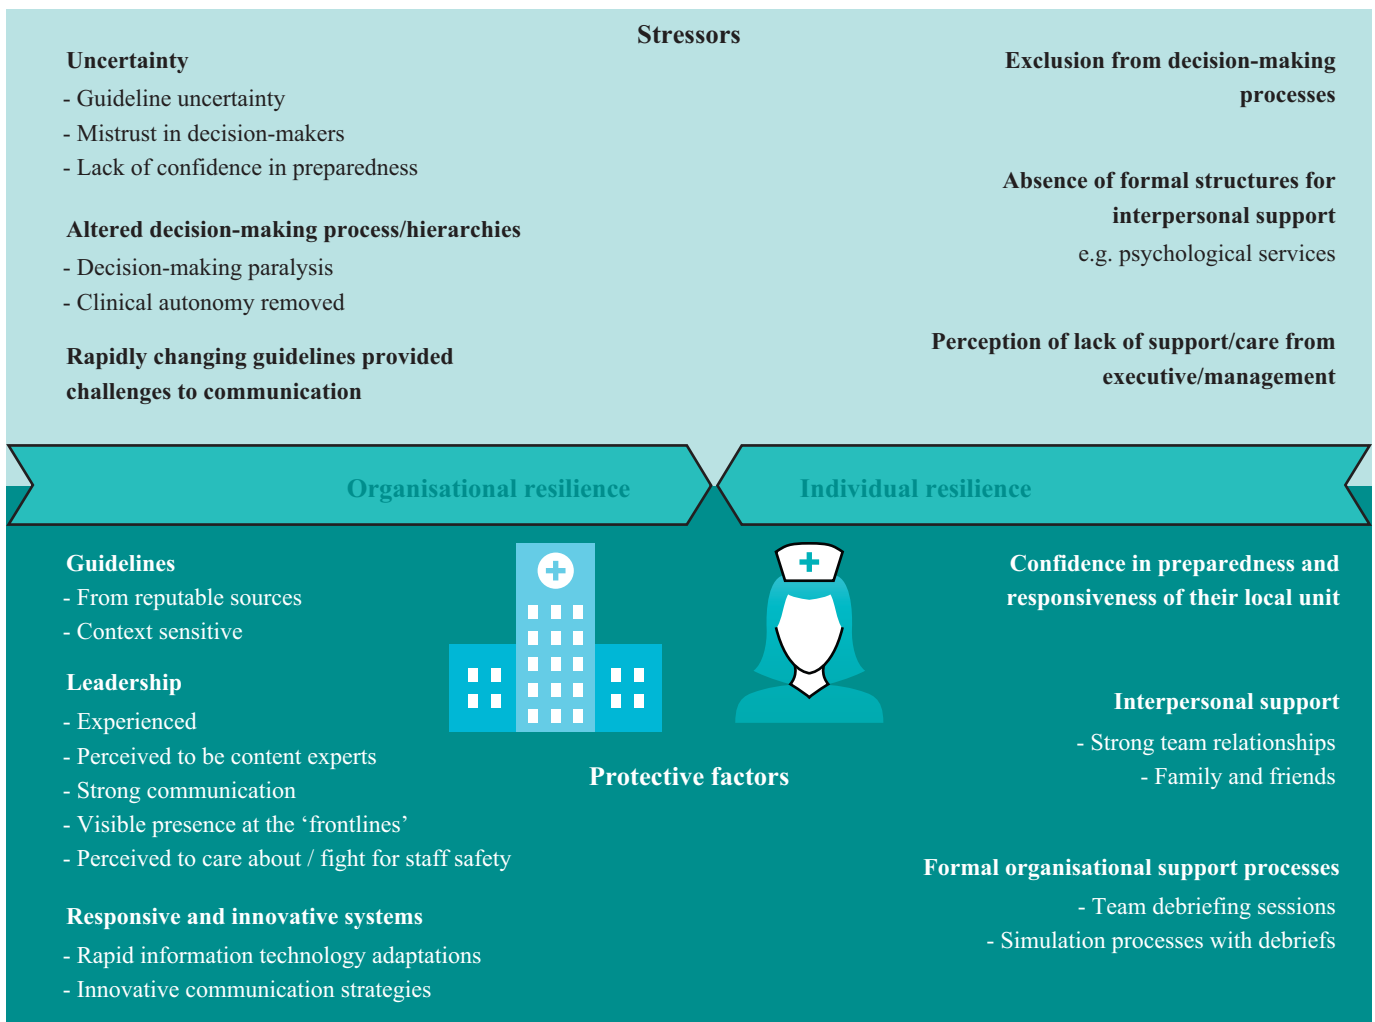 Stressors
Uncertainty
- Guideline uncertainty
- Mistrust in decision-makers
- Lack of confidence in preparedness
Altered decision-making process/hierarchies
- Decision-making paralysis
- Clinical autonomy removed
Rapidly changing guidelines provided
challenges to communication
Exclusion from decision-making
processes
Absence of formal structures for
interpersonal support
e.g. psychological services
Perception of lack of support/care from
executive/management
Organisational resilience
Individual resilience
Guidelines
- From reputable sources
- Context sensitive
Leadership
- Experienced
- Perceived to be content experts
- Strong communication
- Visible presence at the ‘frontlines’
- Perceived to care about / fight for staff safety
Responsive and innovative systems
- Rapid information technology adaptations
- Innovative communication strategies
Protective factors
Confidence in preparedness and
responsiveness of their local unit
Interpersonal support
- Strong team relationships
- Family and friends
Formal organisational support processes
- Team debriefing sessions
- Simulation processes with debriefs